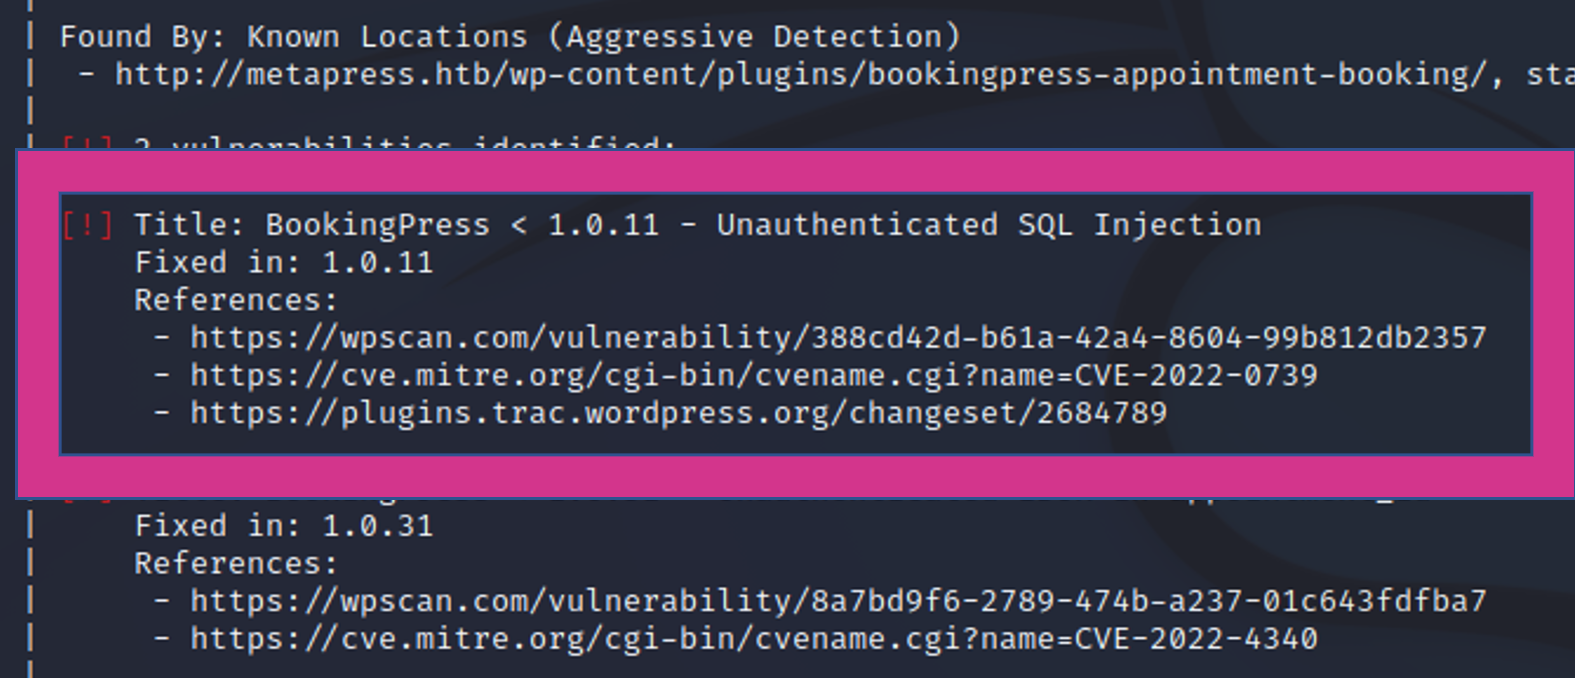 Found By: Known Locations (Aggressive Detection)
- http://metapress.htb/wp-content/plugins/bookingpress-appointment-booking/, sta
[!] 2 vulnerabilities identified:
[!] Title: BookingPress < 1.0.11 - Unauthenticated SQL Injection
Fixed in: 1.0.11
References:
- https://wpscan.com/vulnerability/388cd42d-b61a-42a4-8604-99b812db2357
- https://cve.mitre.org/cgi-bin/cvename.cgi?name=CVE-2022-0739
- https://plugins.trac.wordpress.org/changeset/2684789
Fixed in: 1.0.31
References:
- https://wpscan.com/vulnerability/8a7bd9f6-2789-474b-a237-01c643fdfba7
- https://cve.mitre.org/cgi-bin/cvename.cgi?name=CVE-2022-4340